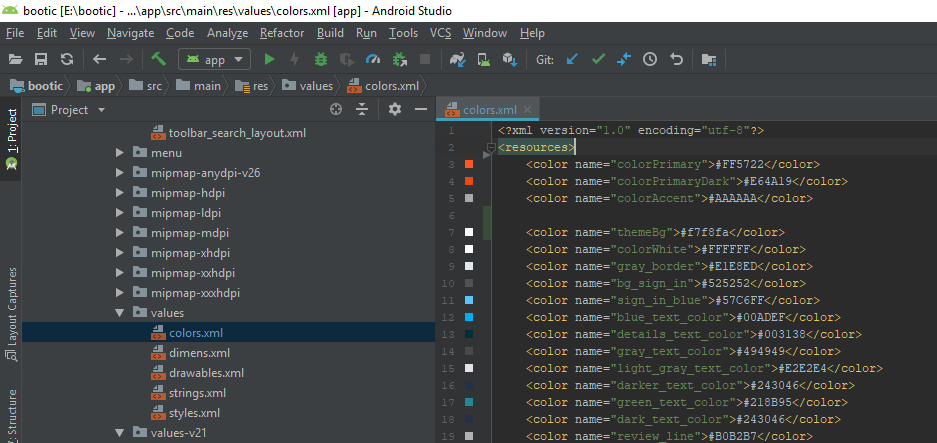 bootic [E:\bootic] - ...\app\src\main\res\values\colors.xml [app] - Android Studio
File Edit View Navigate Code Analyze Refactor Build Run Tools VCS Window Help
app Git:
bootic app src main res values colors.xml
1: Project
Layout Captures
Z: Structure
Project
toolbar_search_layout.xml
menu
mipmap-anydpi-v26
mipmap-hdpi
mipmap-ldpi
mipmap-mdpi
mipmap-xhdpi
mipmap-xxhdpi
mipmap-xxxhdpi
values
colors.xml
dimens.xml
drawables.xml
strings.xml
styles.xml
values-v21
colors.xml
1 <?xml version="1.0" encoding="utf-8"?>
2 <resources>
3 <color name="colorPrimary">#FF5722</color>
4 <color name="colorPrimaryDark">#E64A19</color>
5 <color name="colorAccent">#AAAAAA</color>
6
7 <color name="themeBg">#f7f8fa</color>
8 <color name="colorWhite">#FFFFFF</color>
9 <color name="gray_border">#E1E8ED</color>
10 <color name="bg_sign_in">#525252</color>
11 <color name="sign_in_blue">#57C6FF</color>
12 <color name="blue_text_color">#00ADEF</color>
13 <color name="details_text_color">#003138</color>
14 <color name="gray_text_color">#494949</color>
15 <color name="light_gray_text_color">#E2E2E4</color>
16 <color name="darker_text_color">#243046</color>
17 <color name="green_text_color">#218B95</color>
18 <color name="dark_text_color">#243046</color>
19 <color name="review_line">#B0B2B7</color>